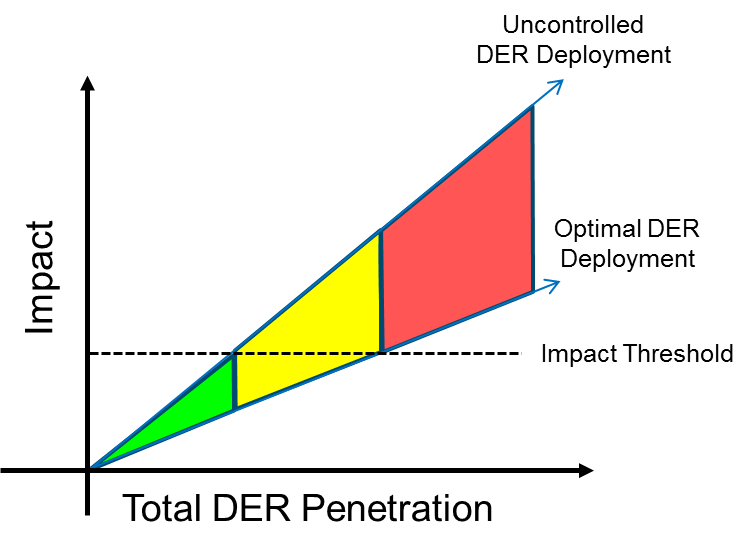 Uncontrolled
DER Deployment
Optimal DER
Deployment
Impact Threshold
Impact
Total DER Penetration